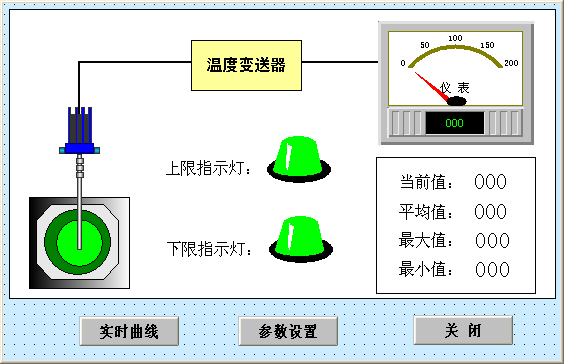 温度变送器
0 50 100 150 200
仪 表
000
上限指示灯：
下限指示灯：
当前值： 000
平均值： 000
最大值： 000
最小值： 000
实时曲线
参数设置
关 闭